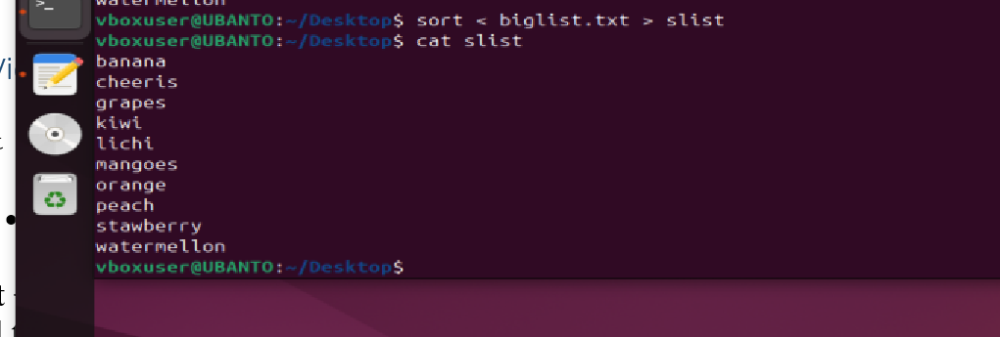 watermellon
vboxuser@UBANTO:~/Desktop$ sort < biglist.txt > slist
vboxuser@UBANTO:~/Desktop$ cat slist
banana
cheeris
grapes
kiwi
lichi
mangoes
orange
peach
stawberry
watermellon
vboxuser@UBANTO:~/Desktop$